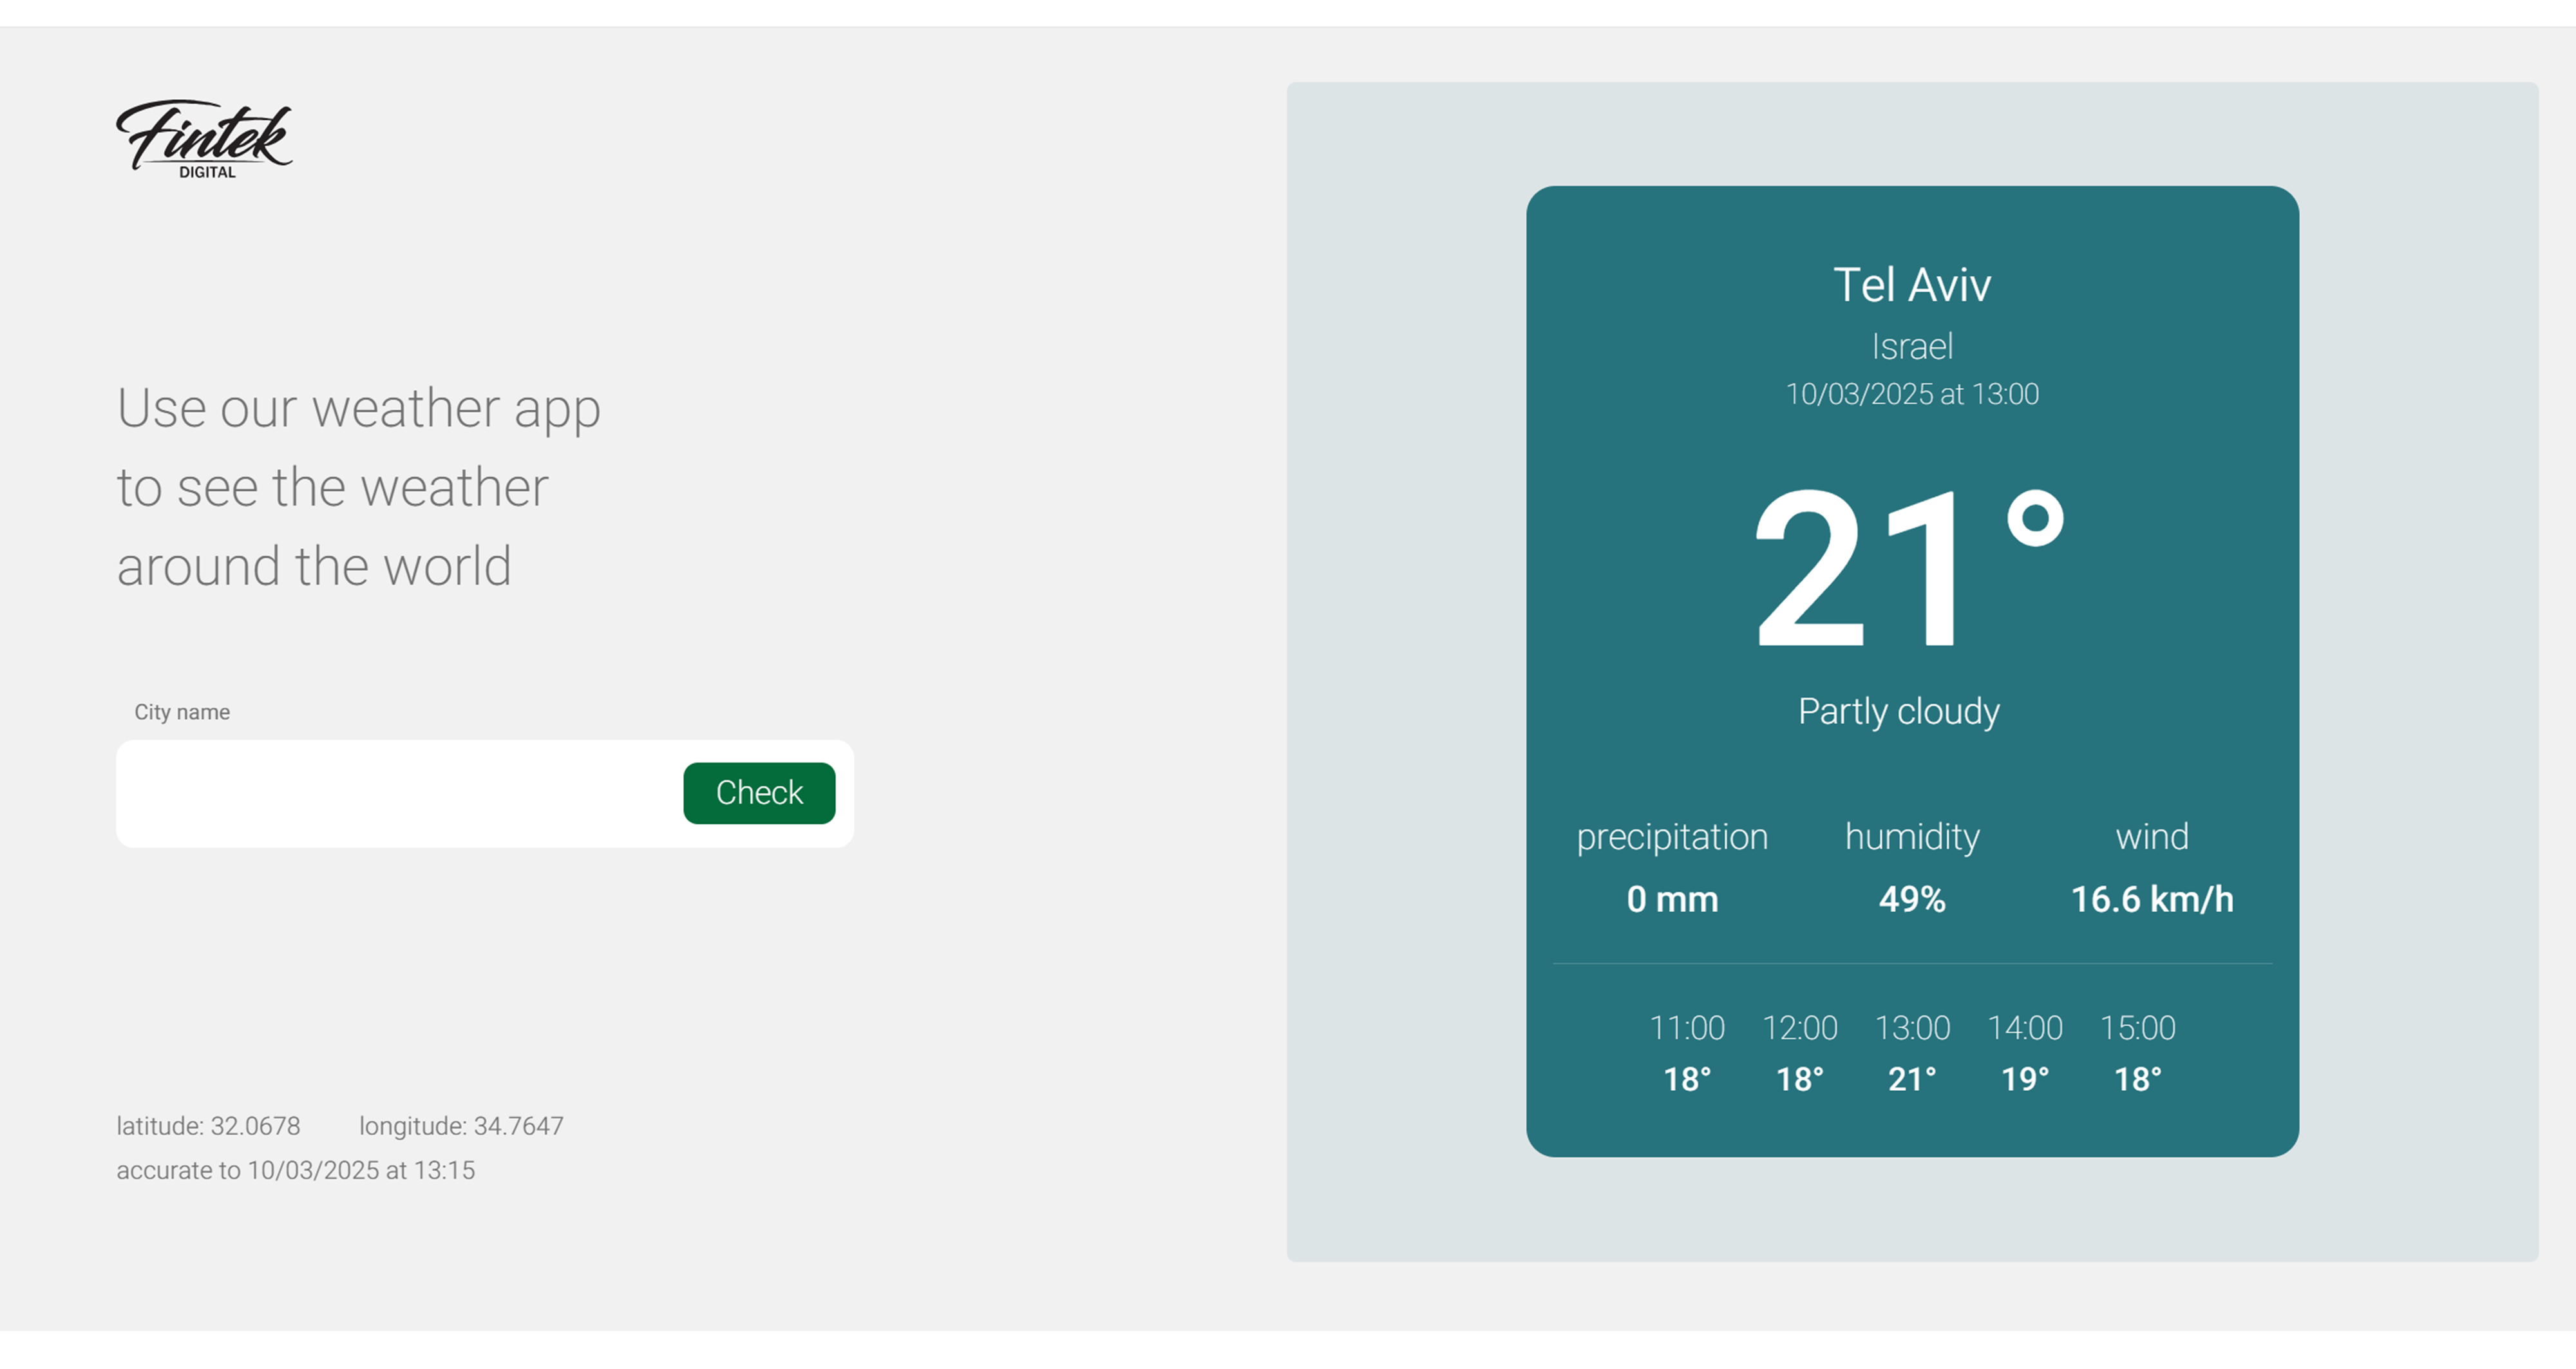 Fintek
DIGITAL
Use our weather app
to see the weather
around the world
City name
Check
latitude: 32.0678 longitude: 34.7647
accurate to 10/03/2025 at 13:15
Tel Aviv
Israel
10/03/2025 at 13:00
21°
Partly cloudy
precipitation humidity wind
0 mm 49% 16.6 km/h
11:00 12:00 13:00 14:00 15:00
18° 18° 21° 19° 18°